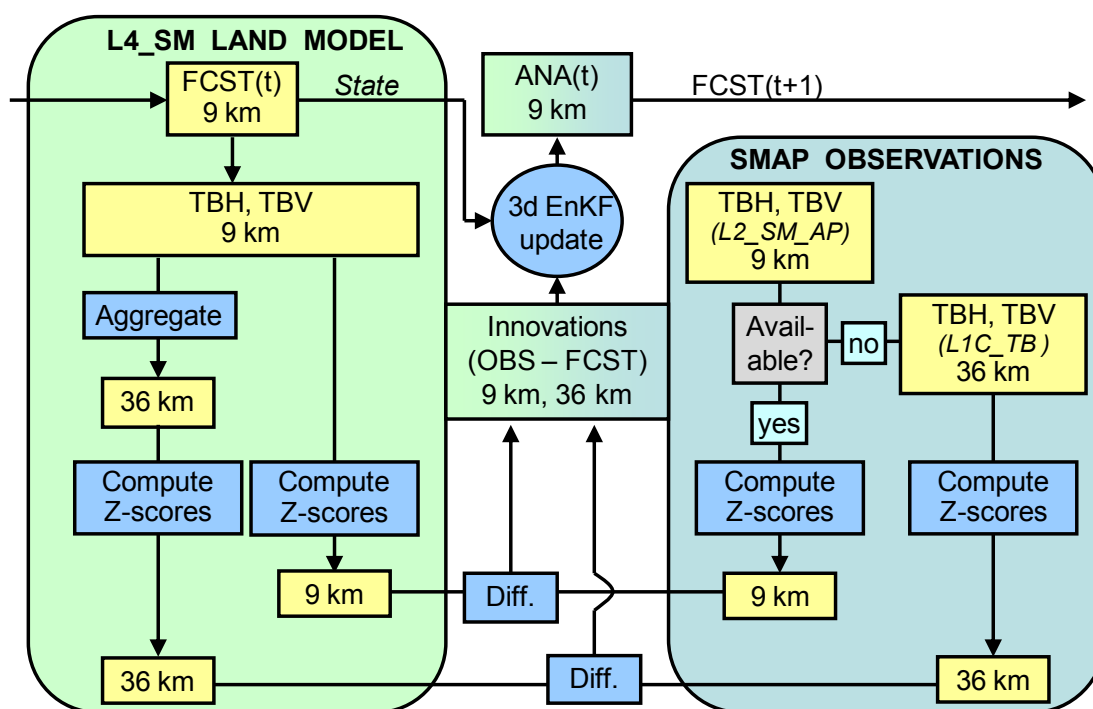 L4_SM LAND MODEL
FCST(t)
9 km
State
ANA(t)
9 km
FCST(t+1)
TBH, TBV
9 km
Aggregate
36 km
Compute
Z-scores
Compute
Z-scores
9 km
36 km
3d EnKF
update
Innovations
(OBS – FCST)
9 km, 36 km
Diff.
Diff.
SMAP OBSERVATIONS
TBH, TBV
(L2_SM_AP)
9 km
Avail-
able?
no
yes
TBH, TBV
(L1C_TB )
36 km
Compute
Z-scores
Compute
Z-scores
9 km
36 km